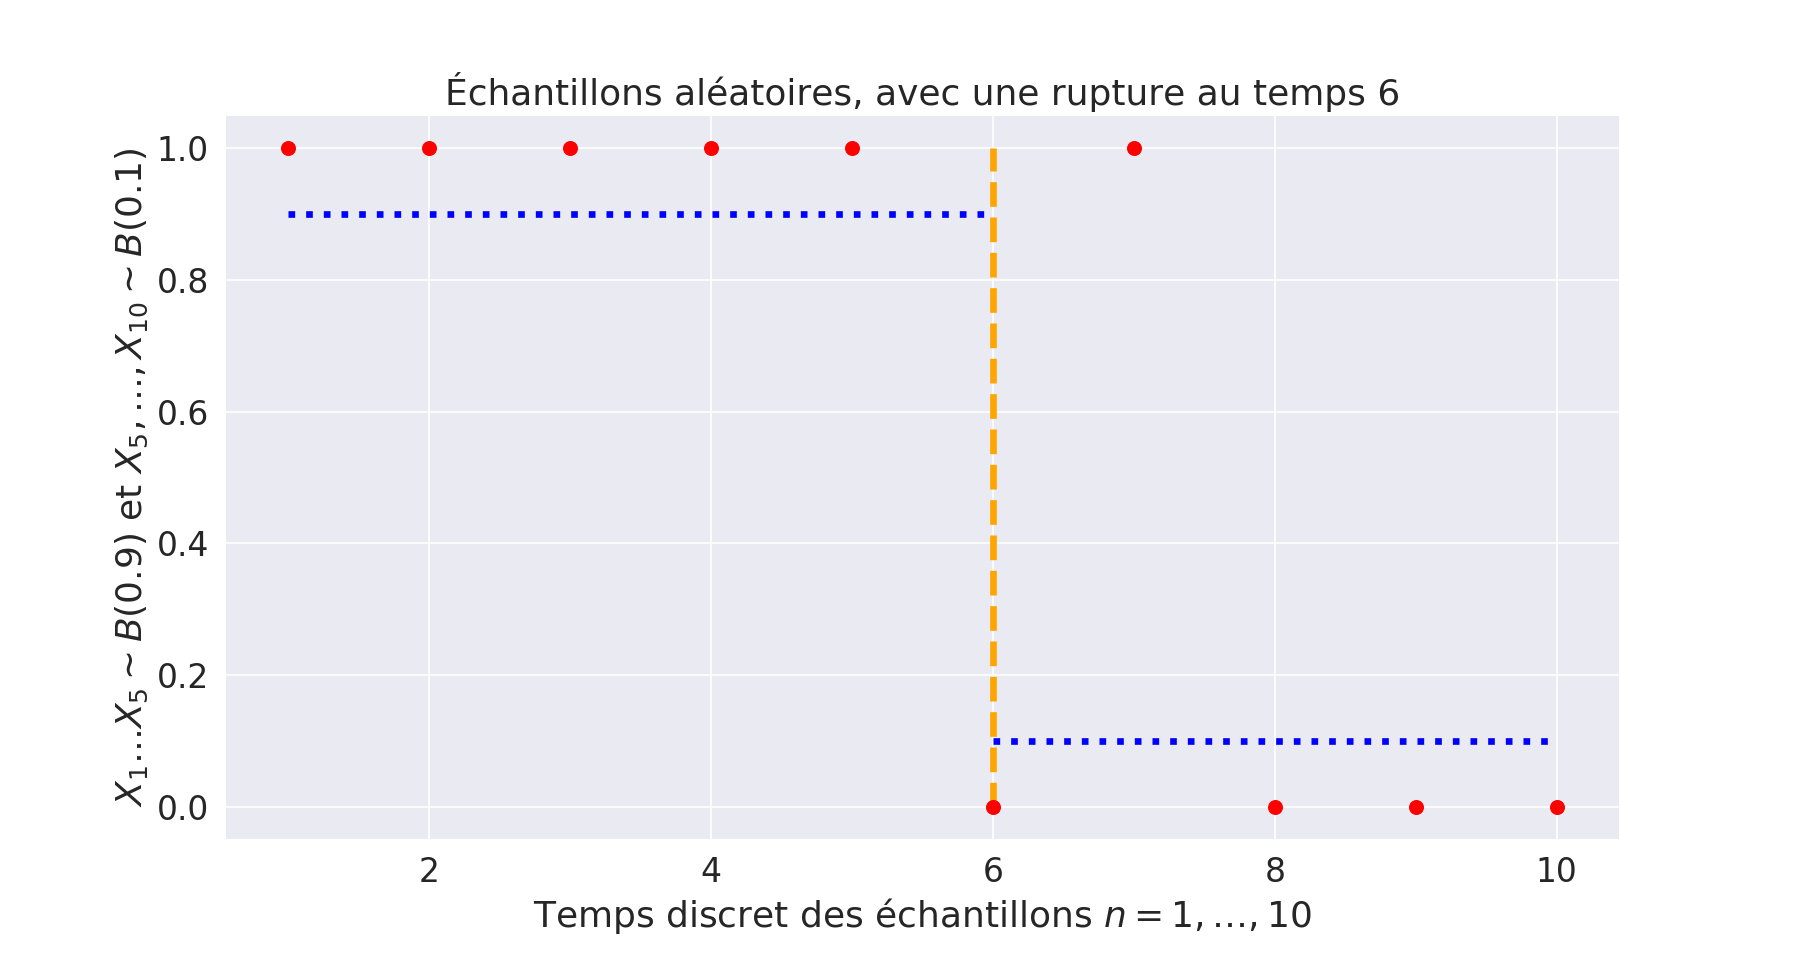 Échantillons aléatoires, avec une rupture au temps 6
X₁…X₅ ~ B(0.9) et X₅, …, X₁₀ ~ B(0.1)
1.0
0.8
0.6
0.4
0.2
0.0
2 4 6 8 10
Temps discret des échantillons n = 1, …, 10